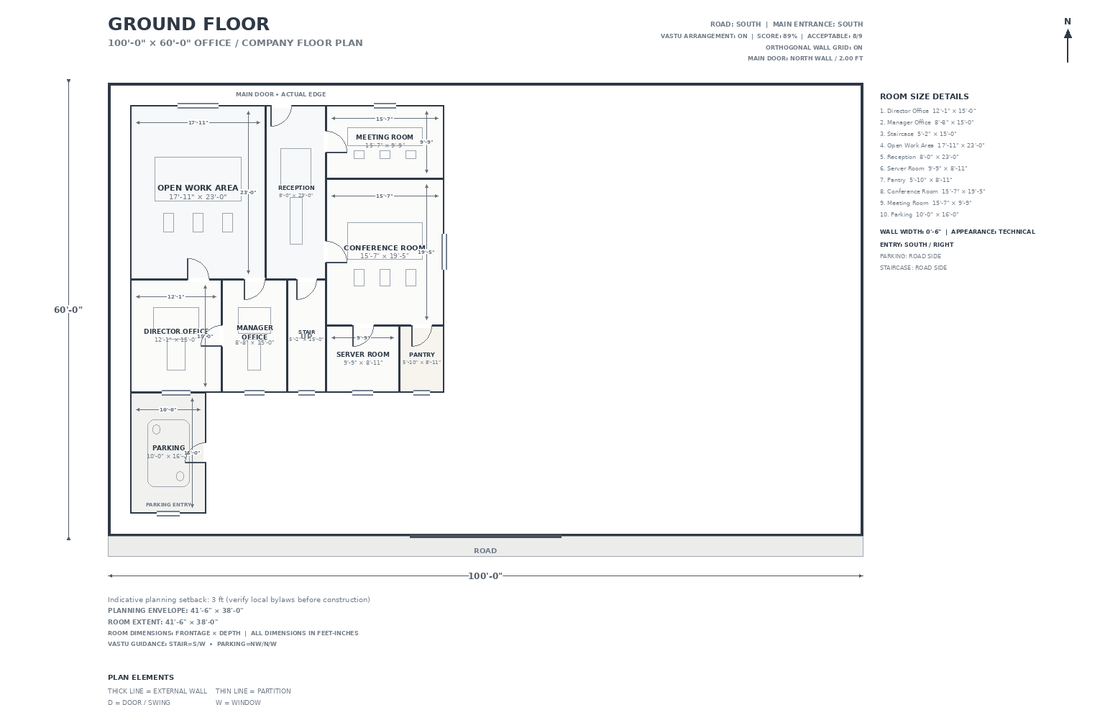 GROUND FLOOR
100'-0" × 60'-0" OFFICE / COMPANY FLOOR PLAN
ROAD: SOUTH | MAIN ENTRANCE: SOUTH
VASTU ARRANGEMENT: ON | SCORE: 89% | ACCEPTABLE: 8/9
ORTHOGONAL WALL GRID: ON
MAIN DOOR: NORTH WALL / 2.00 FT
N
MAIN DOOR • ACTUAL EDGE
17'-11"
15'-7"
MEETING ROOM
15'-7" × 9'-9"
9'-9"
OPEN WORK AREA
17'-11" × 23'-0"
23'-0"
RECEPTION
8'-0" × 23'-0"
15'-7"
CONFERENCE ROOM
15'-7" × 19'-5"
19'-5"
12'-1"
DIRECTOR OFFICE
12'-1" × 15'-0"
15'-0"
MANAGER
OFFICE
8'-8" × 15'-0"
STAIR
5'-2" × 15'-0"
9'-9"
SERVER ROOM
9'-9" × 8'-11"
PANTRY
5'-10" × 8'-11"
10'-0"
PARKING
10'-0" × 16'-0"
16'-0"
PARKING ENTRY
60'-0"
ROAD
100'-0"
ROOM SIZE DETAILS
1. Director Office 12'-1" × 15'-0"
2. Manager Office 8'-8" × 15'-0"
3. Staircase 5'-2" × 15'-0"
4. Open Work Area 17'-11" × 23'-0"
5. Reception 8'-0" × 23'-0"
6. Server Room 9'-9" × 8'-11"
7. Pantry 5'-10" × 8'-11"
8. Conference Room 15'-7" × 19'-5"
9. Meeting Room 15'-7" × 9'-9"
10. Parking 10'-0" × 16'-0"
WALL WIDTH: 0'-6" | APPEARANCE: TECHNICAL
ENTRY: SOUTH / RIGHT
PARKING: ROAD SIDE
STAIRCASE: ROAD SIDE
Indicative planning setback: 3 ft (verify local bylaws before construction)
PLANNING ENVELOPE: 41'-6" × 38'-0"
ROOM EXTENT: 41'-6" × 38'-0"
ROOM DIMENSIONS: FRONTAGE × DEPTH | ALL DIMENSIONS IN FEET-INCHES
VASTU GUIDANCE: STAIR=S/W • PARKING=NW/N/W
PLAN ELEMENTS
THICK LINE = EXTERNAL WALL THIN LINE = PARTITION
D = DOOR / SWING W = WINDOW